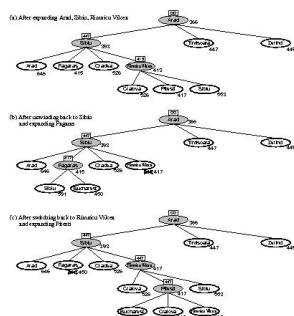 (a) After expanding Arad, Sibiu, Rimnicu Vilcea
Arad
366
Sibiu
393
Timisoara
447
Zerind
449
Arad
646
Fagaras
415
Oradea
526
Rimnicu Vilcea
413
Craiova
526
Pitesti
417
Sibiu
553
(b) After unwinding back to Sibiu
and expanding Fagaras
Arad
366
Sibiu
393
Timisoara
447
Zerind
449
Arad
646
Fagaras
415
Oradea
526
Rimnicu Vilcea
417
Sibiu
591
Bucharest
450
(c) After switching back to Rimnicu Vilcea
and expanding Pitesti
Arad
366
Sibiu
393
Timisoara
447
Zerind
449
Arad
646
Fagaras
450
Oradea
526
Rimnicu Vilcea
417
Craiova
526
Pitesti
417
Sibiu
553
Bucharest
Craiova
Rimnicu Vilcea